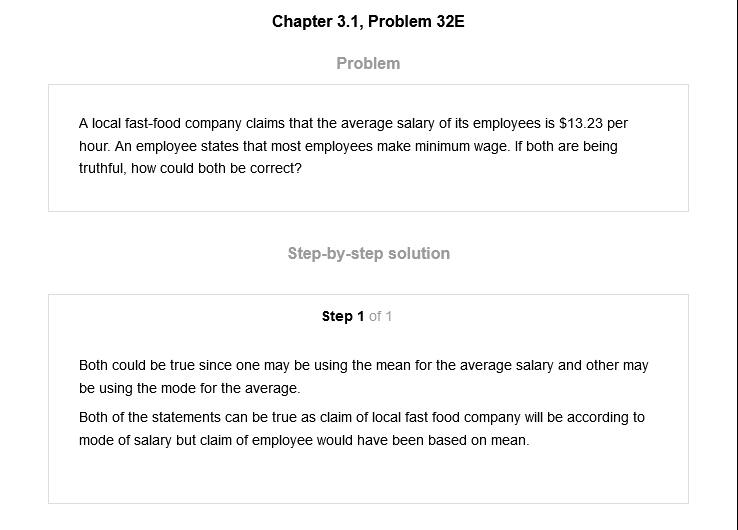 Chapter 3.1, Problem 32E
Problem
A local fast-food company claims that the average salary of its employees is $13.23 per
hour. An employee states that most employees make minimum wage. If both are being
truthful, how could both be correct?
Step-by-step solution
Step 1 of 1
Both could be true since one may be using the mean for the average salary and other may
be using the mode for the average.
Both of the statements can be true as claim of local fast food company will be according to
mode of salary but claim of employee would have been based on mean.